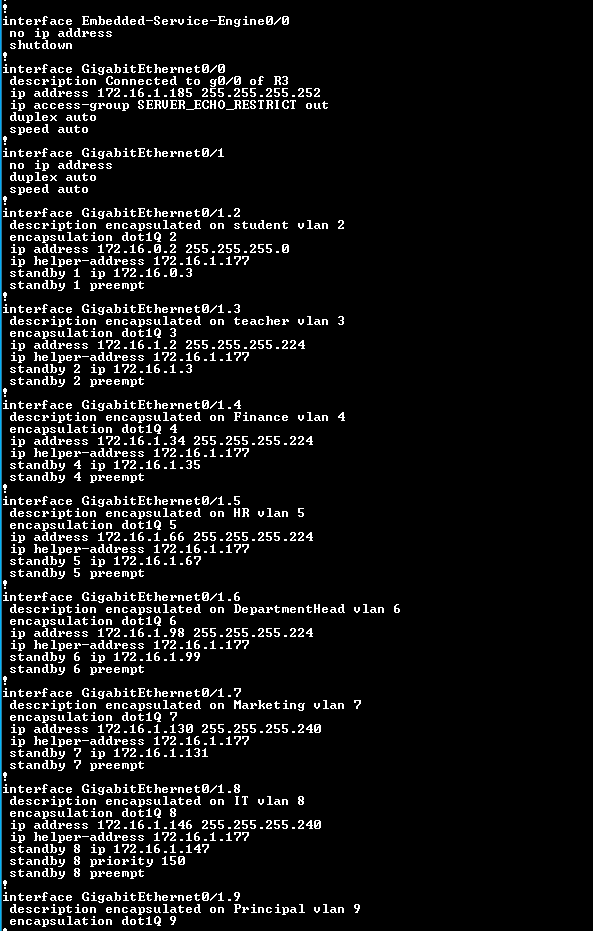 !
interface Embedded-Service-Engine0/0
 no ip address
 shutdown
!
interface GigabitEthernet0/0
 description Connected to g0/0 of R3
 ip address 172.16.1.185 255.255.255.252
 ip access-group SERVER_ECHO_RESTRICT out
 duplex auto
 speed auto
!
interface GigabitEthernet0/1
 no ip address
 duplex auto
 speed auto
!
interface GigabitEthernet0/1.2
 description encapsulated on student vlan 2
 encapsulation dot1Q 2
 ip address 172.16.0.2 255.255.255.0
 ip helper-address 172.16.1.177
 standby 1 ip 172.16.0.3
 standby 1 preempt
!
interface GigabitEthernet0/1.3
 description encapsulated on teacher vlan 3
 encapsulation dot1Q 3
 ip address 172.16.1.2 255.255.255.224
 ip helper-address 172.16.1.177
 standby 2 ip 172.16.1.3
 standby 2 preempt
!
interface GigabitEthernet0/1.4
 description encapsulated on Finance vlan 4
 encapsulation dot1Q 4
 ip address 172.16.1.34 255.255.255.224
 ip helper-address 172.16.1.177
 standby 4 ip 172.16.1.35
 standby 4 preempt
!
interface GigabitEthernet0/1.5
 description encapsulated on HR vlan 5
 encapsulation dot1Q 5
 ip address 172.16.1.66 255.255.255.224
 ip helper-address 172.16.1.177
 standby 5 ip 172.16.1.67
 standby 5 preempt
!
interface GigabitEthernet0/1.6
 description encapsulated on DepartmentHead vlan 6
 encapsulation dot1Q 6
 ip address 172.16.1.98 255.255.255.224
 ip helper-address 172.16.1.177
 standby 6 ip 172.16.1.99
 standby 6 preempt
!
interface GigabitEthernet0/1.7
 description encapsulated on Marketing vlan 7
 encapsulation dot1Q 7
 ip address 172.16.1.130 255.255.255.240
 ip helper-address 172.16.1.177
 standby 7 ip 172.16.1.131
 standby 7 preempt
!
interface GigabitEthernet0/1.8
 description encapsulated on IT vlan 8
 encapsulation dot1Q 8
 ip address 172.16.1.146 255.255.255.240
 ip helper-address 172.16.1.177
 standby 8 ip 172.16.1.147
 standby 8 priority 150
 standby 8 preempt
!
interface GigabitEthernet0/1.9
 description encapsulated on Principal vlan 9
 encapsulation dot1Q 9